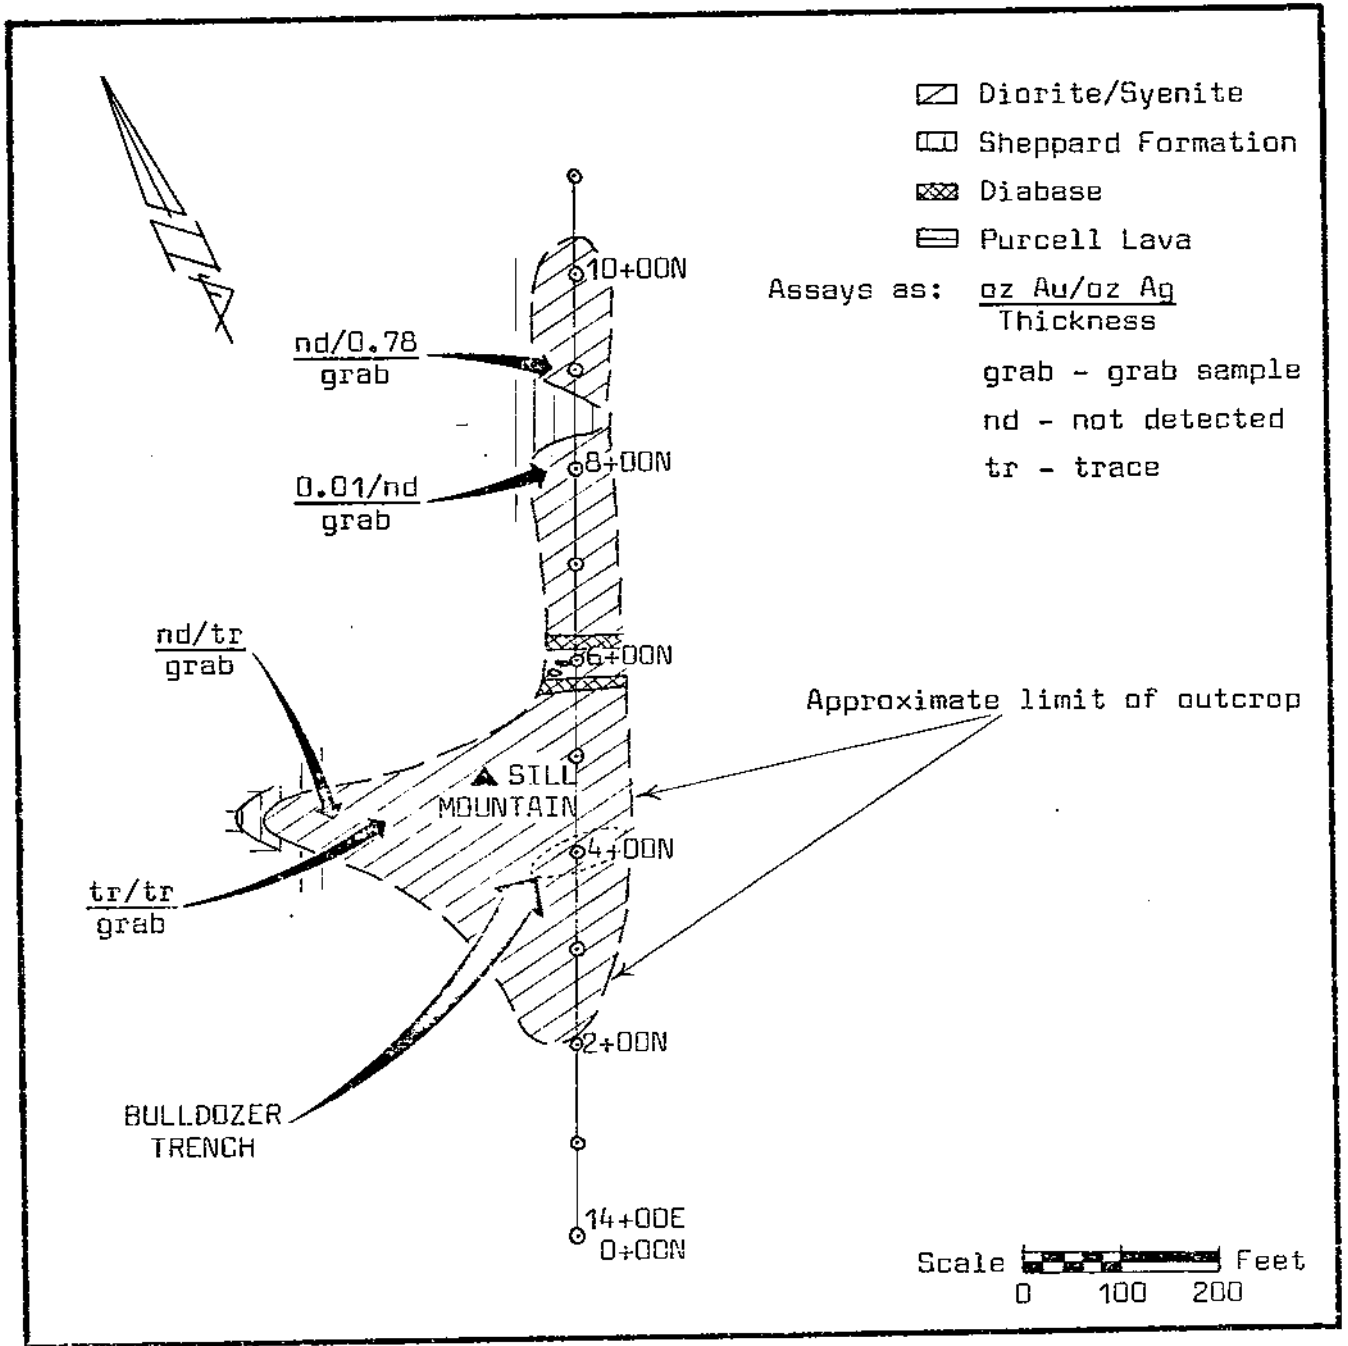 Diorite/Syenite
Sheppard Formation
Diabase
Purcell Lava
Assays as: oz Au/oz Ag
Thickness
grab - grab sample
nd - not detected
tr - trace
10+00N
nd/0.78
grab
8+00N
0.01/nd
grab
6+00N
nd/tr
grab
Approximate limit of outcrop
SILL
MOUNTAIN
4+00N
tr/tr
grab
2+00N
BULLDOZER
TRENCH
14+00E
0+00N
Scale Feet
0 100 200